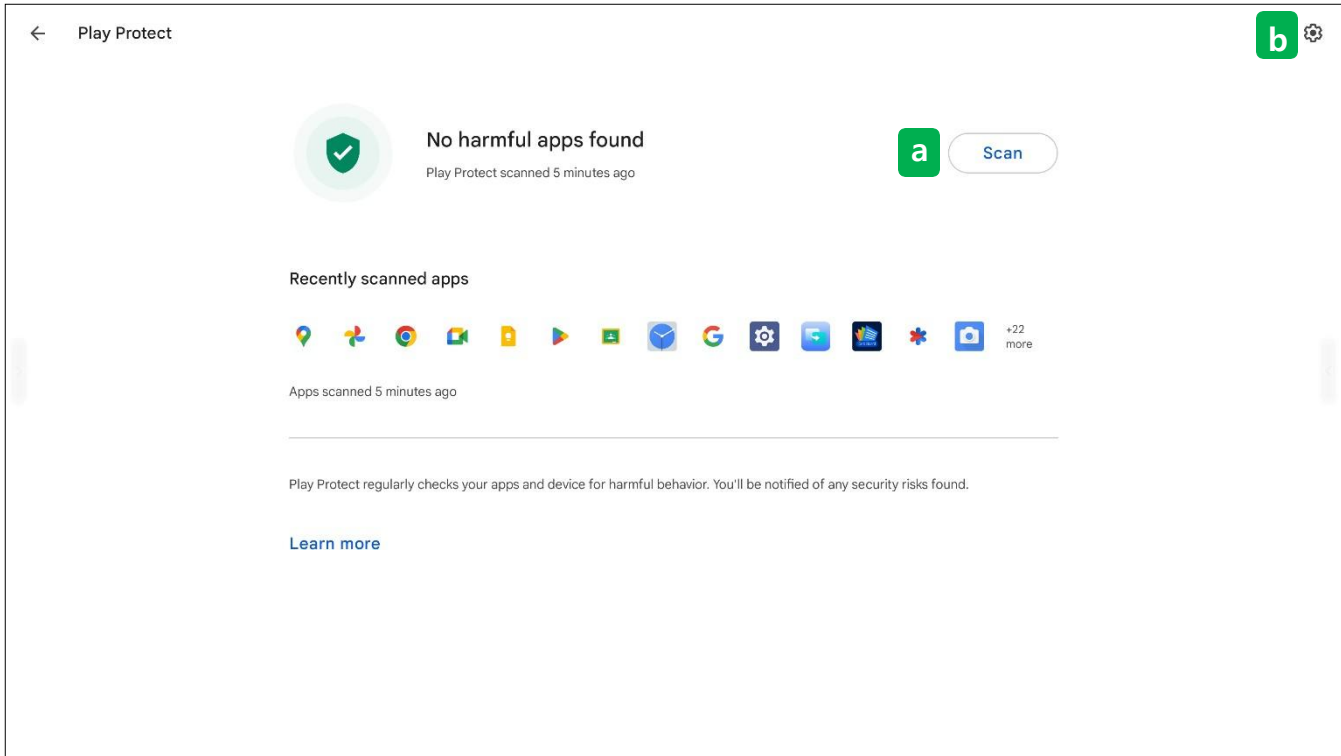 Play Protect
b
No harmful apps found
Play Protect scanned 5 minutes ago
a
Scan
Recently scanned apps
+22
more
Apps scanned 5 minutes ago
Play Protect regularly checks your apps and device for harmful behavior. You'll be notified of any security risks found.
Learn more